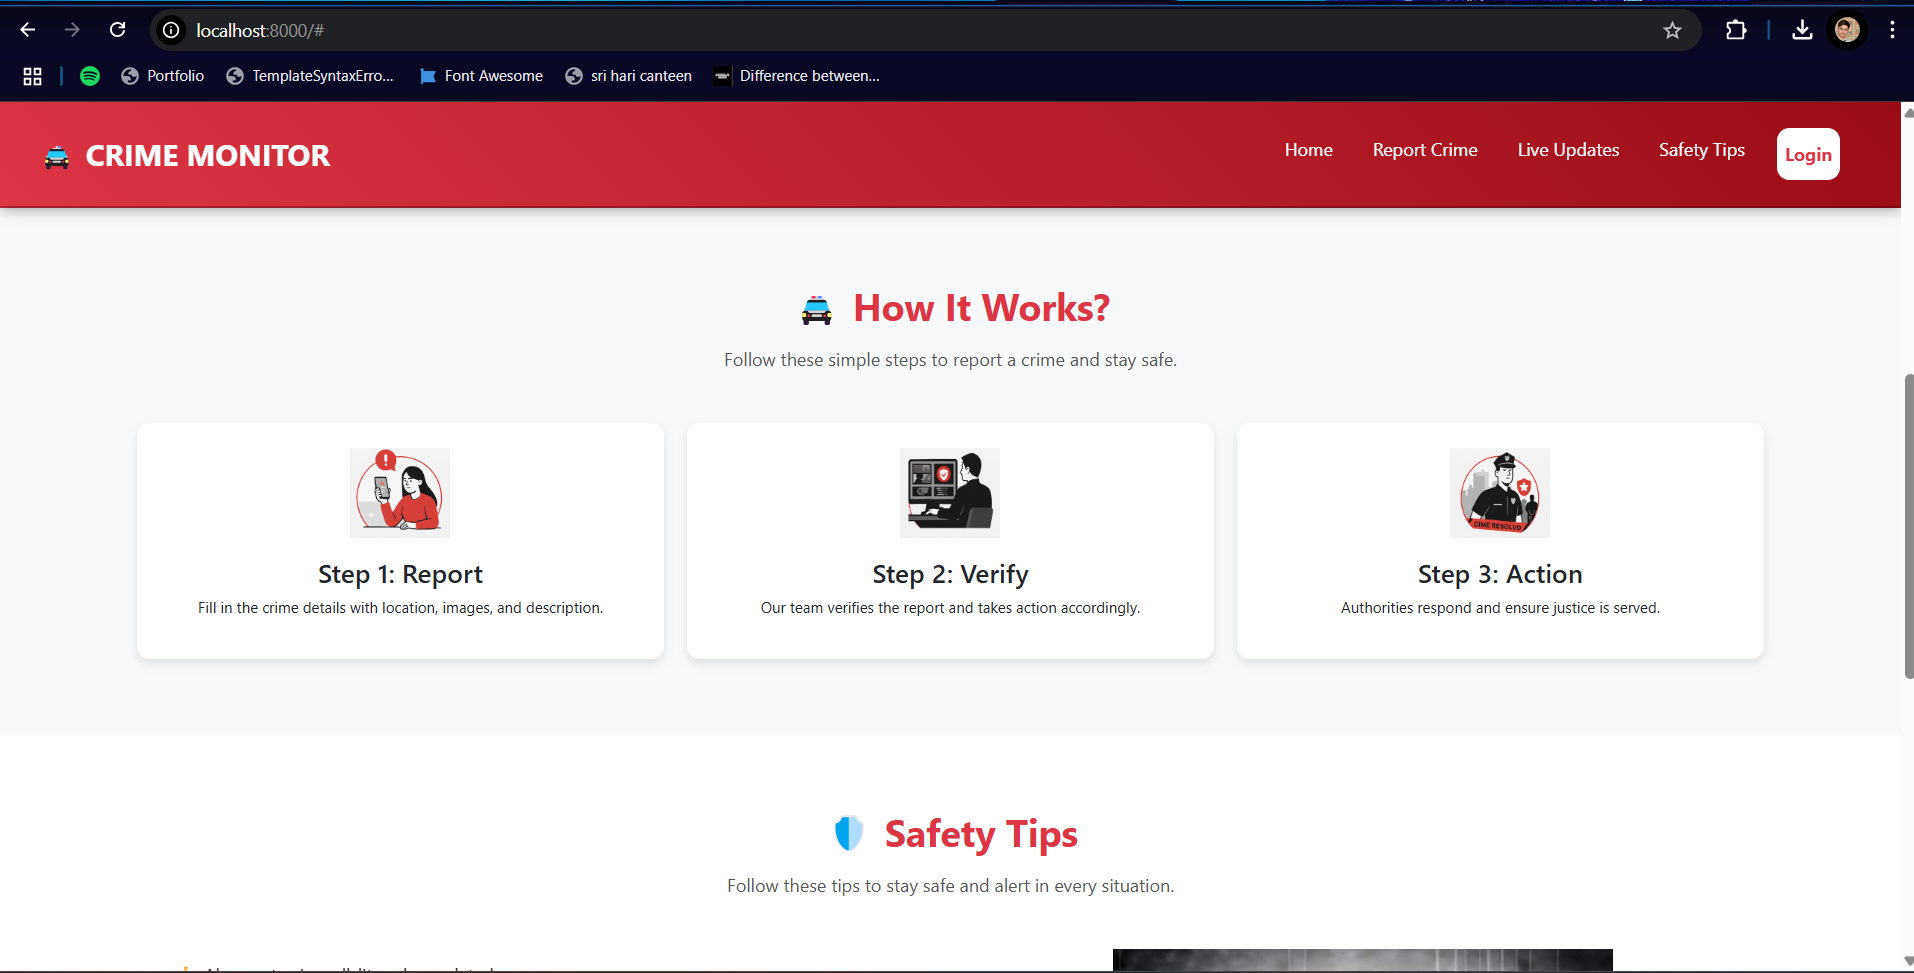 localhost:8000/#
Portfolio
TemplateSyntaxErro...
Font Awesome
sri hari canteen
Difference between...
CRIME MONITOR
Home
Report Crime
Live Updates
Safety Tips
Login
How It Works?
Follow these simple steps to report a crime and stay safe.
CIME RESOLVD
Step 1: Report
Fill in the crime details with location, images, and description.
Step 2: Verify
Our team verifies the report and takes action accordingly.
Step 3: Action
Authorities respond and ensure justice is served.
Safety Tips
Follow these tips to stay safe and alert in every situation.